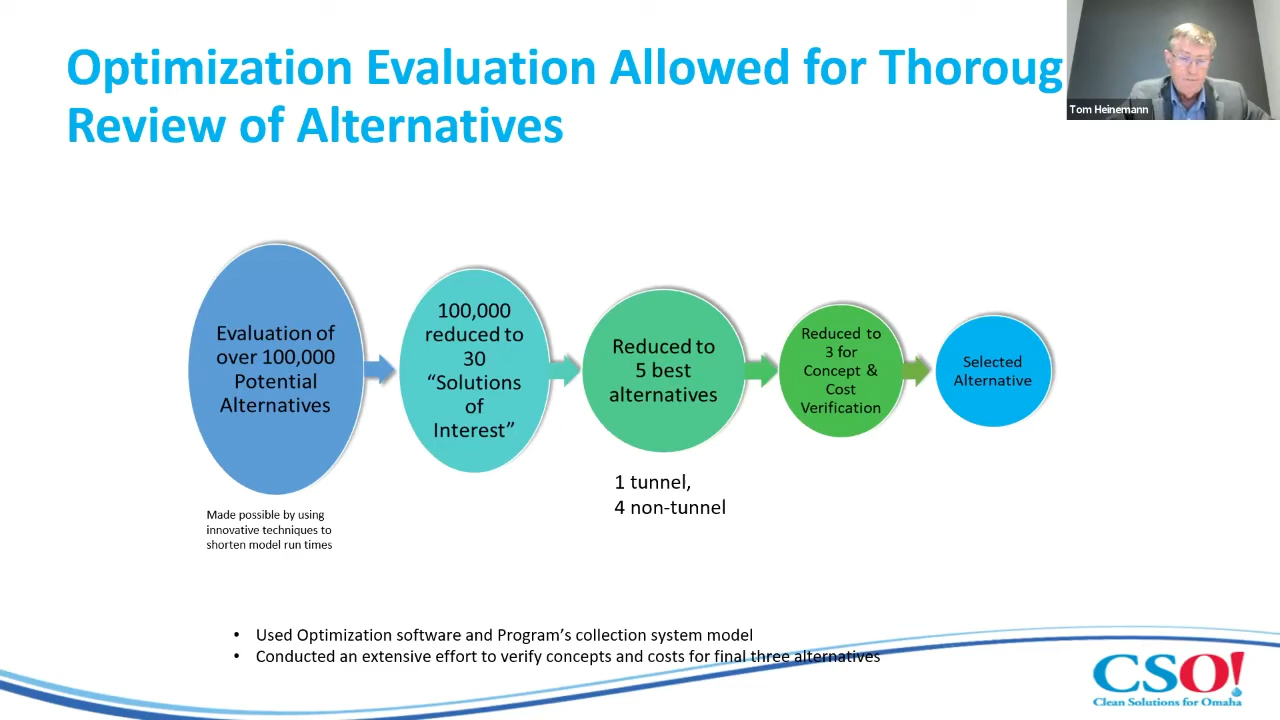 Optimization Evaluation Allowed for Thoroug
Review of Alternatives
Tom Heinemann
Evaluation of
over 100,000
Potential
Alternatives
100,000
reduced to
30
“Solutions
of
Interest”
Reduced to
5 best
alternatives
Reduced to
3 for
Concept &
Cost
Verification
Selected
Alternative
1 tunnel,
4 non-tunnel
Made possible by using
innovative techniques to
shorten model run times
• Used Optimization software and Program’s collection system model
• Conducted an extensive effort to verify concepts and costs for final three alternatives
CSO!
Clean Solutions for Omaha